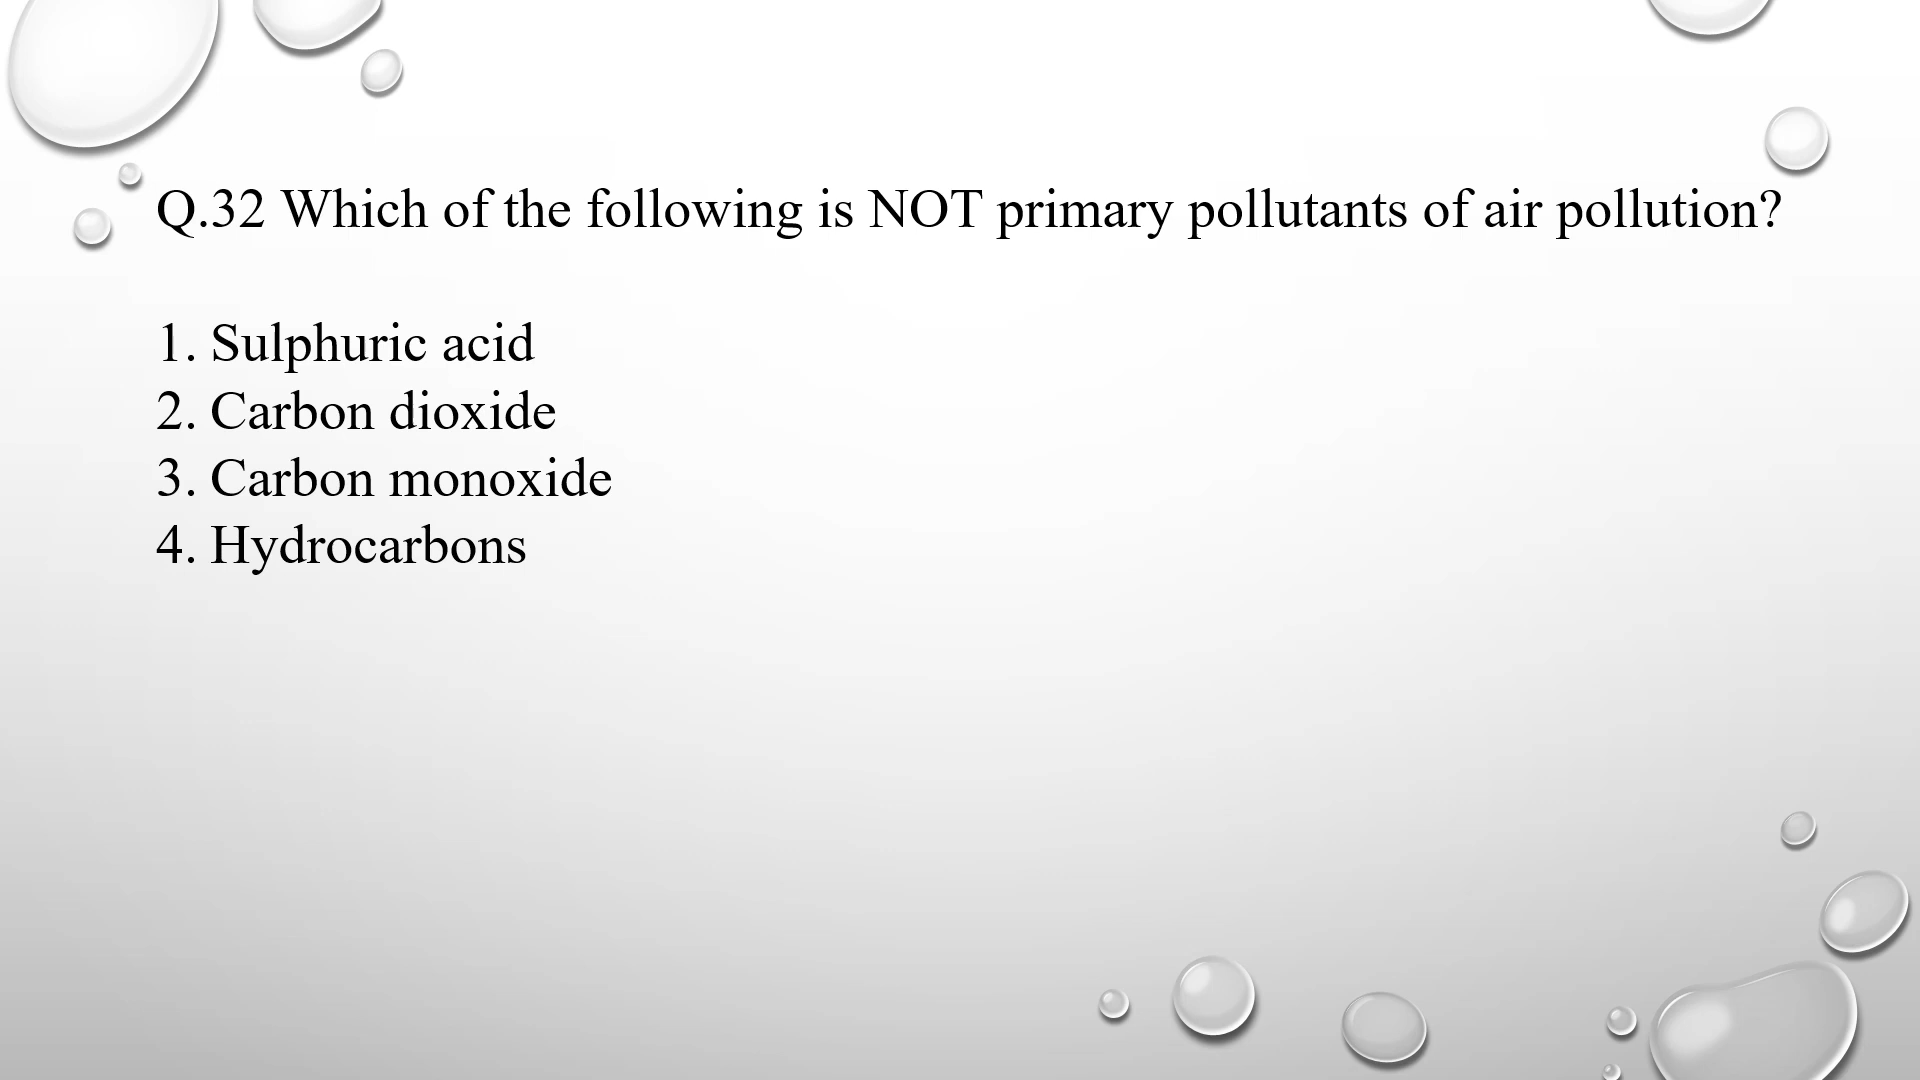 Q.32 Which of the following is NOT primary pollutants of air pollution?
1. Sulphuric acid
2. Carbon dioxide
3. Carbon monoxide
4. Hydrocarbons